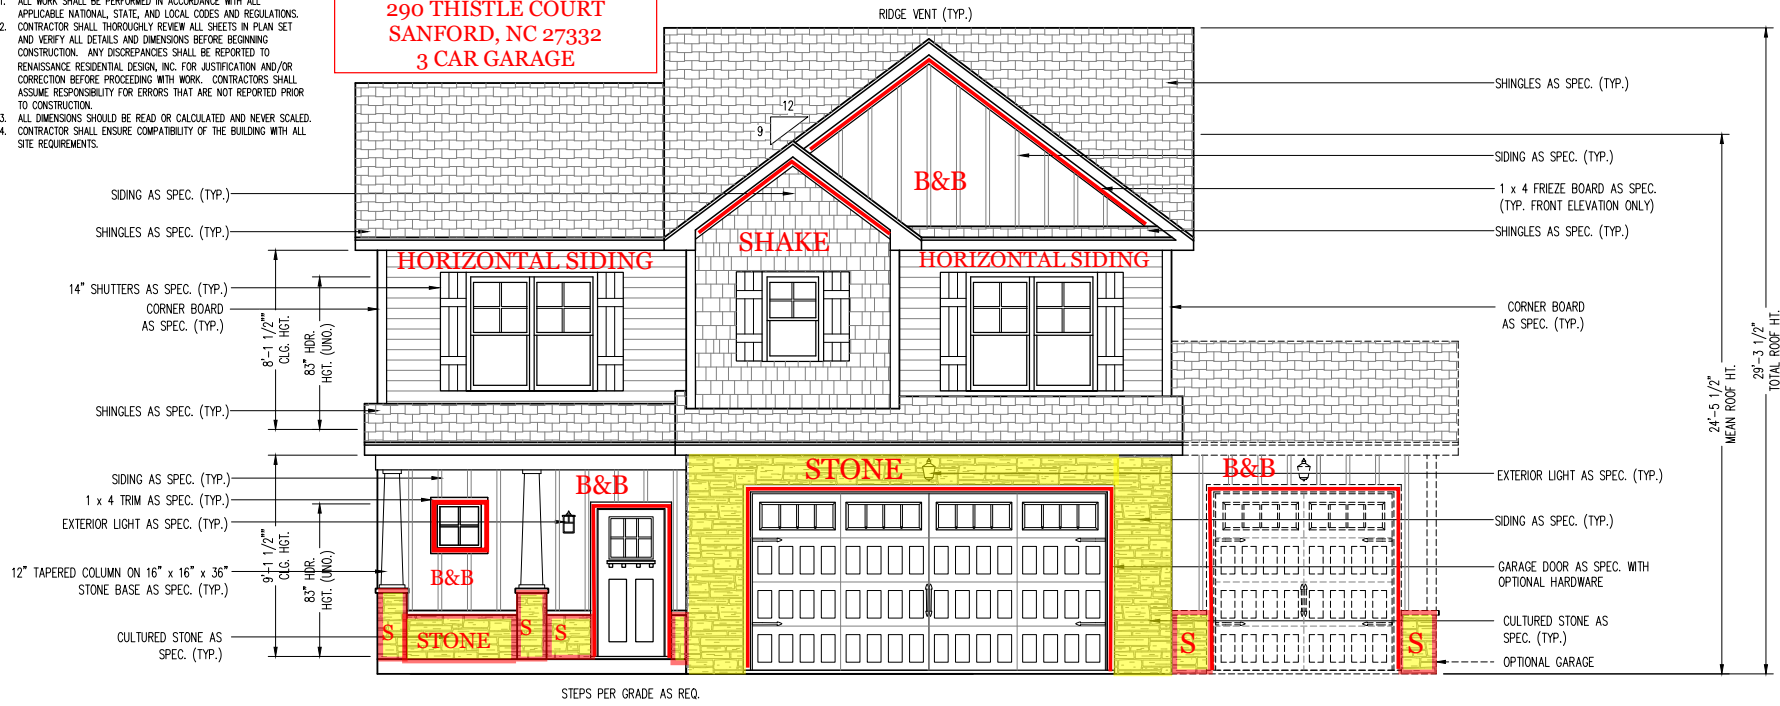 1. ALL WORK SHALL BE PERFORMED IN ACCORDANCE WITH ALL
APPLICABLE NATIONAL, STATE, AND LOCAL CODES AND REGULATIONS.
2. CONTRACTOR SHALL THOROUGHLY REVIEW ALL SHEETS IN PLAN SET
AND VERIFY ALL DETAILS AND DIMENSIONS BEFORE BEGINNING
CONSTRUCTION. ANY DISCREPANCIES SHALL BE REPORTED TO
RENAISSANCE RESIDENTIAL DESIGN, INC. FOR JUSTIFICATION AND/OR
CORRECTION BEFORE PROCEEDING WITH WORK. CONTRACTORS SHALL
ASSUME RESPONSIBILITY FOR ERRORS THAT ARE NOT REPORTED PRIOR
TO CONSTRUCTION.
3. ALL DIMENSIONS SHOULD BE READ OR CALCULATED AND NEVER SCALED.
4. CONTRACTOR SHALL ENSURE COMPATIBILITY OF THE BUILDING WITH ALL
SITE REQUIREMENTS.
290 THISTLE COURT
SANFORD, NC 27332
3 CAR GARAGE
RIDGE VENT (TYP.)
12
9
SIDING AS SPEC. (TYP.)
SHINGLES AS SPEC. (TYP.)
14" SHUTTERS AS SPEC. (TYP.)
CORNER BOARD
AS SPEC. (TYP.)
8'-1 1/2""
CLG. HGT.
83" HDR.
HGT. (UNO.)
SHINGLES AS SPEC. (TYP.)
SIDING AS SPEC. (TYP.)
1 x 4 TRIM AS SPEC. (TYP.)
EXTERIOR LIGHT AS SPEC. (TYP.)
12" TAPERED COLUMN ON 16" x 16" x 36"
STONE BASE AS SPEC. (TYP.)
9'-1 1/2""
CLG. HGT.
83" HDR.
HGT. (UNO.)
CULTURED STONE AS
SPEC. (TYP.)
HORIZONTAL SIDING
SHAKE
B&B
HORIZONTAL SIDING
B&B
B&B
STONE
B&B
S
STONE
S
S
S
S
SHINGLES AS SPEC. (TYP.)
SIDING AS SPEC. (TYP.)
1 x 4 FRIEZE BOARD AS SPEC.
(TYP. FRONT ELEVATION ONLY)
SHINGLES AS SPEC. (TYP.)
CORNER BOARD
AS SPEC. (TYP.)
24'-5 1/2"
MEAN ROOF HT.
29'-3 1/2"
TOTAL ROOF HT.
EXTERIOR LIGHT AS SPEC. (TYP.)
SIDING AS SPEC. (TYP.)
GARAGE DOOR AS SPEC. WITH
OPTIONAL HARDWARE
CULTURED STONE AS
SPEC. (TYP.)
OPTIONAL GARAGE
STEPS PER GRADE AS REQ.